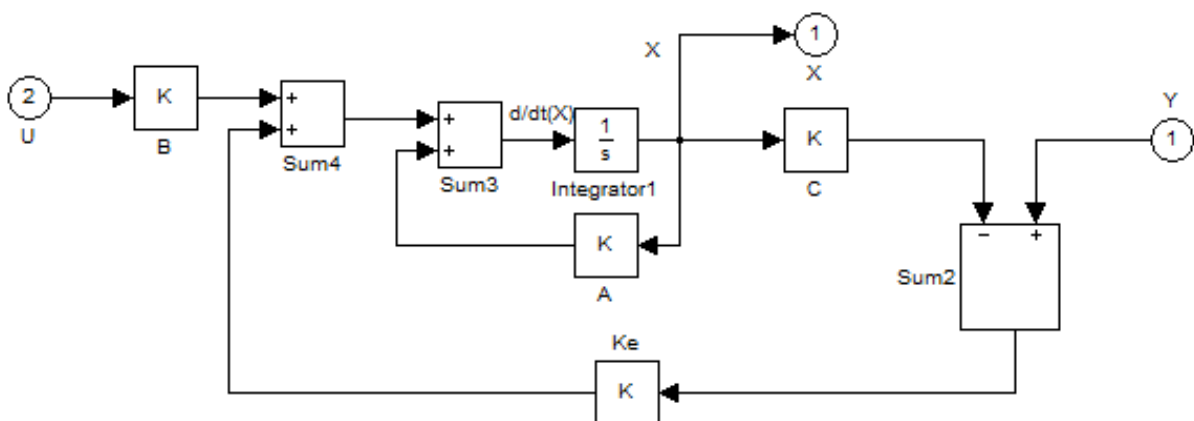 X
1
X
2
U
K
B
+
+
Sum4
+
+
Sum3
d/dt(X)
1
s
Integrator1
K
C
Y
1
K
A
−
+
Sum2
Ke
K